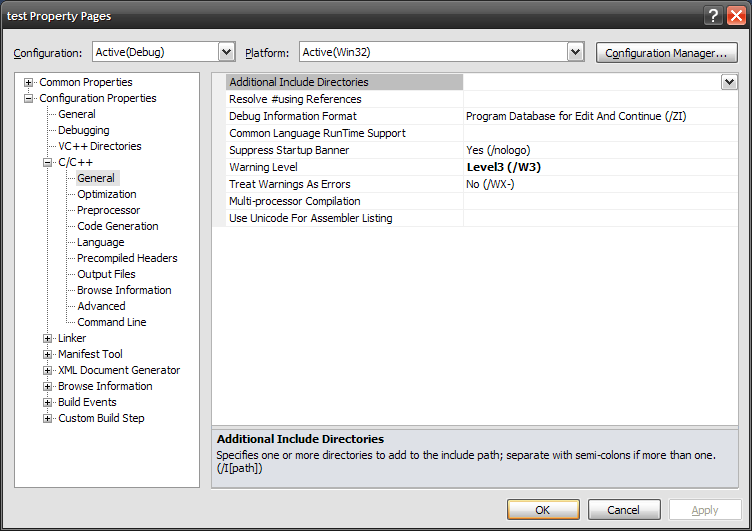 test Property Pages
Configuration: Active(Debug) Platform: Active(Win32) Configuration Manager...
Common Properties
Configuration Properties
General
Debugging
VC++ Directories
C/C++
General
Optimization
Preprocessor
Code Generation
Language
Precompiled Headers
Output Files
Browse Information
Advanced
Command Line
Linker
Manifest Tool
XML Document Generator
Browse Information
Build Events
Custom Build Step
Additional Include Directories
Resolve #using References
Debug Information Format Program Database for Edit And Continue (/ZI)
Common Language RunTime Support
Suppress Startup Banner Yes (/nologo)
Warning Level Level3 (/W3)
Treat Warnings As Errors No (/WX-)
Multi-processor Compilation
Use Unicode For Assembler Listing
Additional Include Directories
Specifies one or more directories to add to the include path; separate with semi-colons if more than one.
(/I[path])
OK Cancel Apply